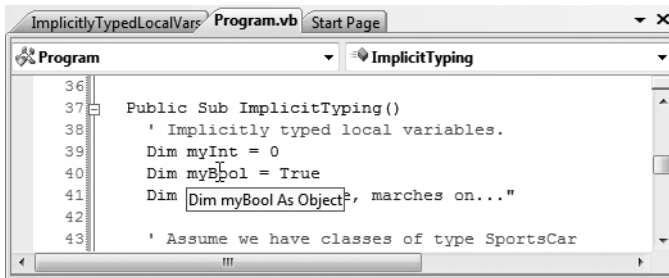 ImplicitlyTypedLocalVars Program.vb Start Page
Program ImplicitTyping
36
37 Public Sub ImplicitTyping()
38 ' Implicitly typed local variables.
39 Dim myInt = 0
40 Dim myBool = True
41 Dim , marches on..."
Dim myBool As Object
42
43 ' Assume we have classes of type SportsCar